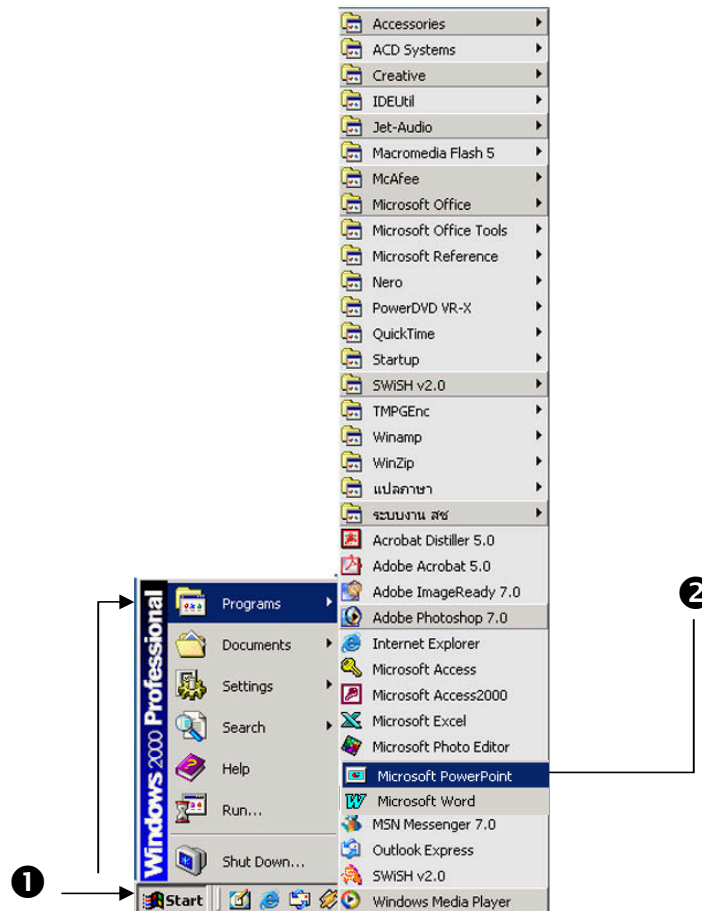 Accessories
ACD Systems
Creative
IDEUtil
Jet-Audio
Macromedia Flash 5
McAfee
Microsoft Office
Microsoft Office Tools
Microsoft Reference
Nero
PowerDVD VR-X
QuickTime
Startup
SWiSH v2.0
TMPGEnc
Winamp
WinZip
แปลภาษา
ระบบงาน สช
Acrobat Distiller 5.0
Adobe Acrobat 5.0
Adobe ImageReady 7.0
Adobe Photoshop 7.0
Internet Explorer
Microsoft Access
Microsoft Access2000
Microsoft Excel
Microsoft Photo Editor
Microsoft PowerPoint
Microsoft Word
MSN Messenger 7.0
Outlook Express
SWiSH v2.0
Windows Media Player
❷
Windows 2000 Professional
Programs
Documents
Settings
Search
Help
Run...
Shut Down...
❶
Start